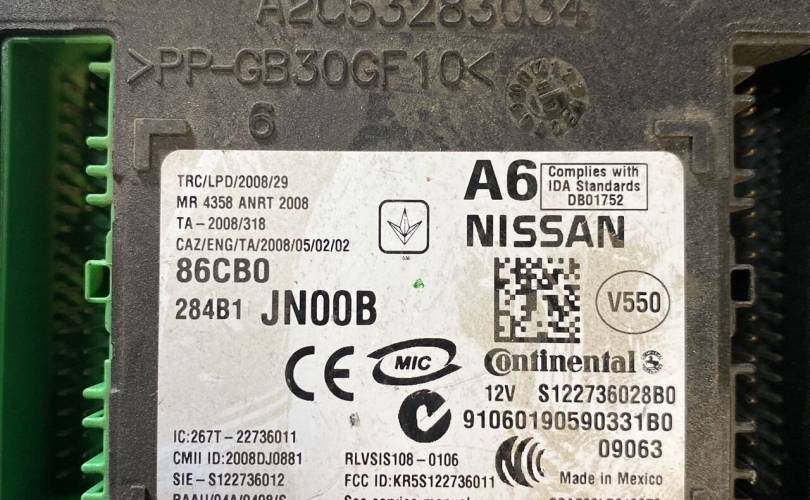 A2C53283034
>PP-GB30GF10<
6
TRC/LPD/2008/29
MR 4358 ANRT 2008
TA-2008/318
CAZ/ENG/TA/2008/05/02/02
86CB0
284B1 JN00B
A6
Complies with
IDA Standards
DB01752
NISSAN
V550
CE
MIC
Continental
12V S122736028B0
91060190590331B0
09063
Made in Mexico
IC:267T-22736011
CMII ID:2008DJ0881
SIE-S122736012
RLVSIS108-0106
FCC ID:KR5S122736011